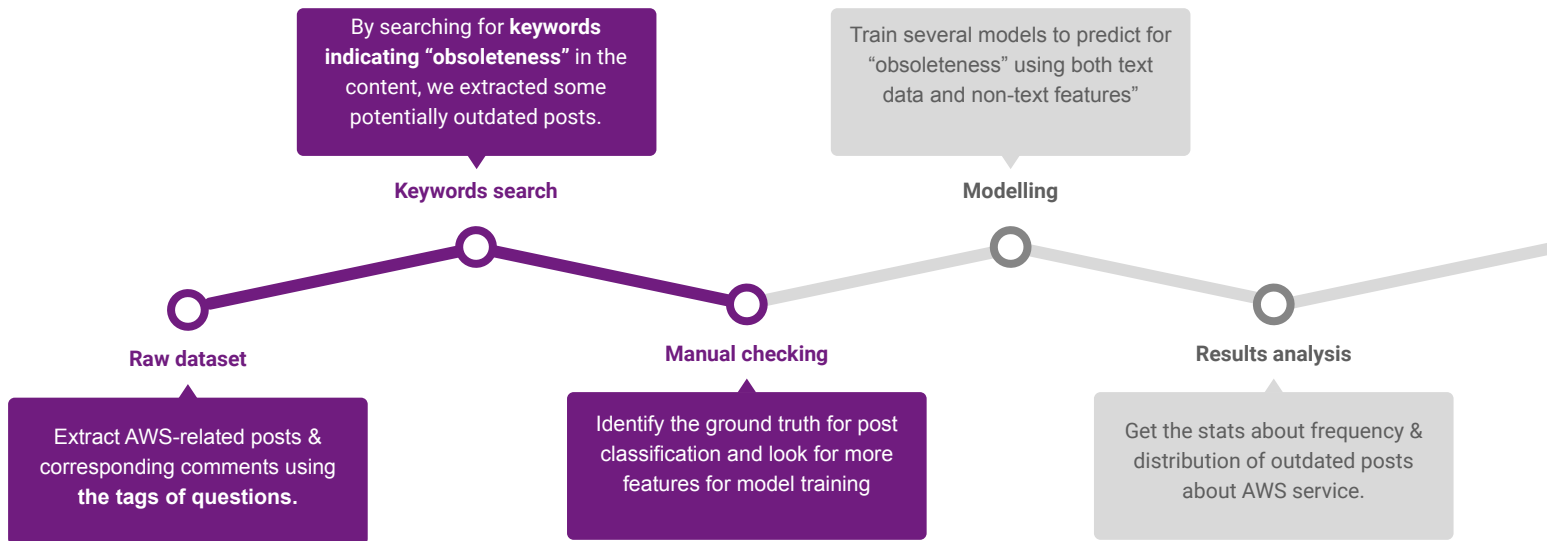 By searching for keywords
indicating “obsoleteness” in the
content, we extracted some
potentially outdated posts.
Keywords search
Train several models to predict for
“obsoleteness” using both text
data and non-text features”
Modelling
Raw dataset
Extract AWS-related posts &
corresponding comments using
the tags of questions.
Manual checking
Identify the ground truth for post
classification and look for more
features for model training
Results analysis
Get the stats about frequency &
distribution of outdated posts
about AWS service.